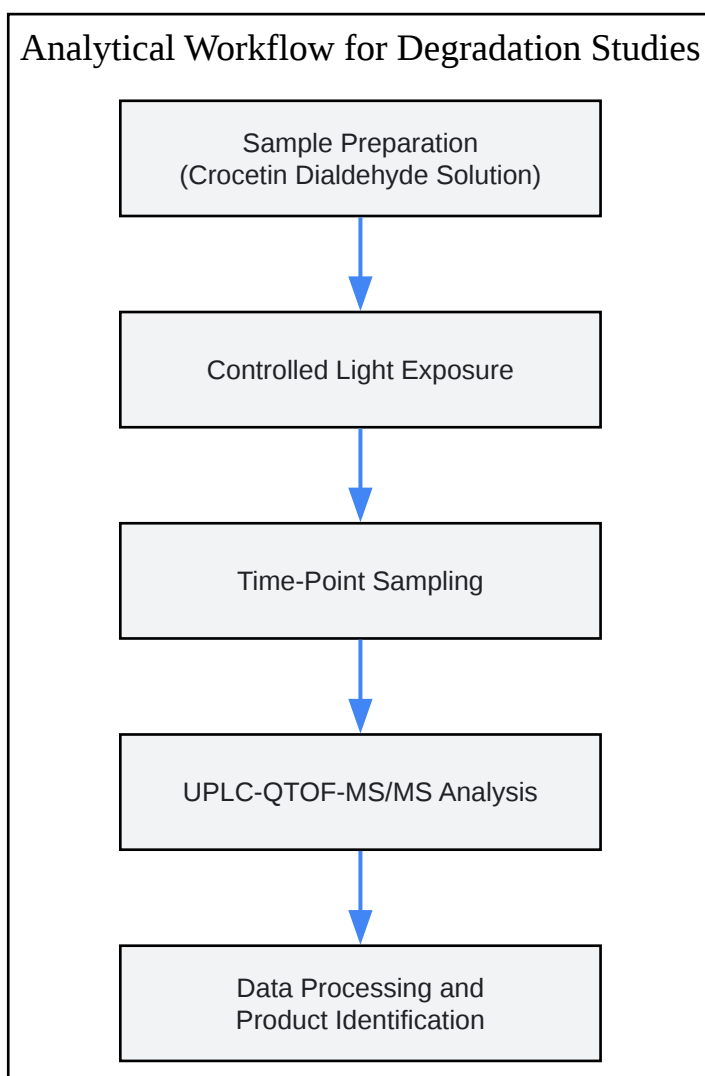 Analytical Workflow for Degradation Studies
Sample Preparation
(Crocetin Dialdehyde Solution)
Controlled Light Exposure
Time-Point Sampling
UPLC-QTOF-MS/MS Analysis
Data Processing and
Product Identification